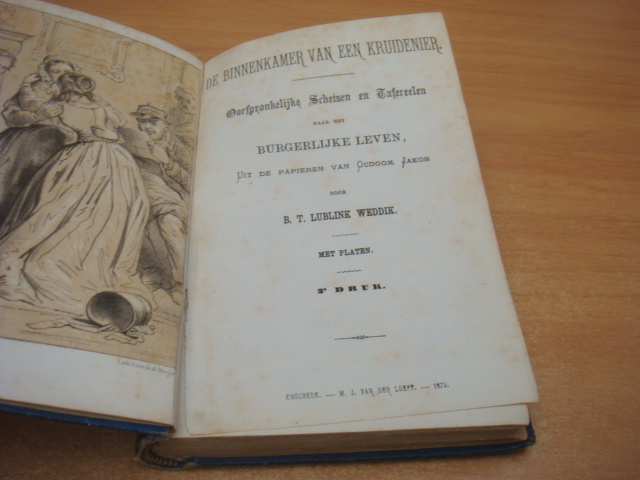 DE BINNENKAMER VAN EEN KRUIDENIER.
Oorspronkelijke Schetsen en Tafereelen
NAAR HET
BURGERLIJKE LEVEN,
UIT DE PAPIEREN VAN OUDOOM JAKOB
DOOR
B. T. LUBLINK WEDDIK.
MET PLATEN.
3e DRUK.
ENSCHEDE. — M. J. VAN DER LOEFF. — 1875.